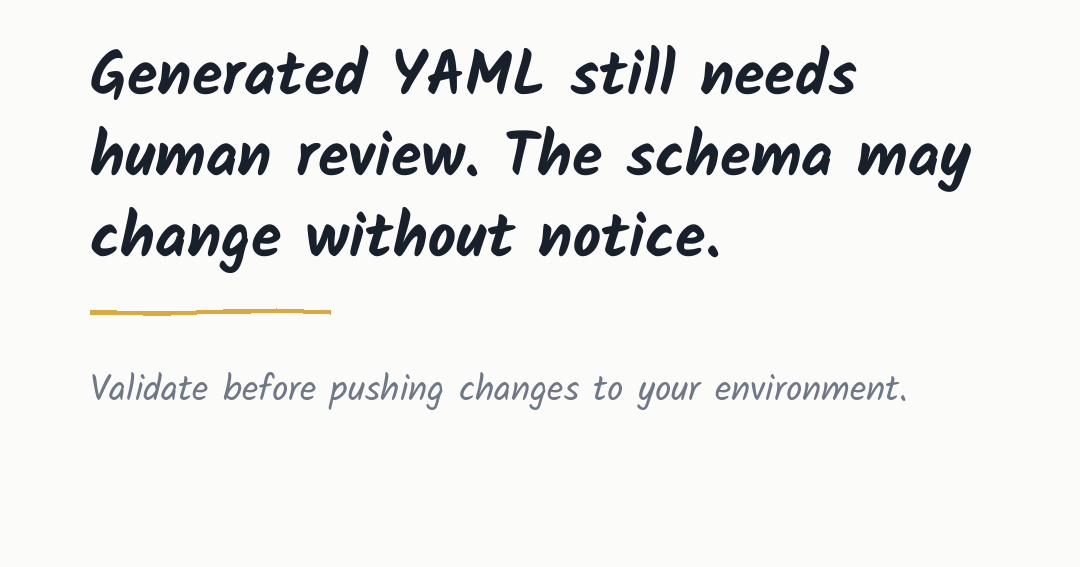 Generated YAML still needs
human review. The schema may
change without notice.
Validate before pushing changes to your environment.